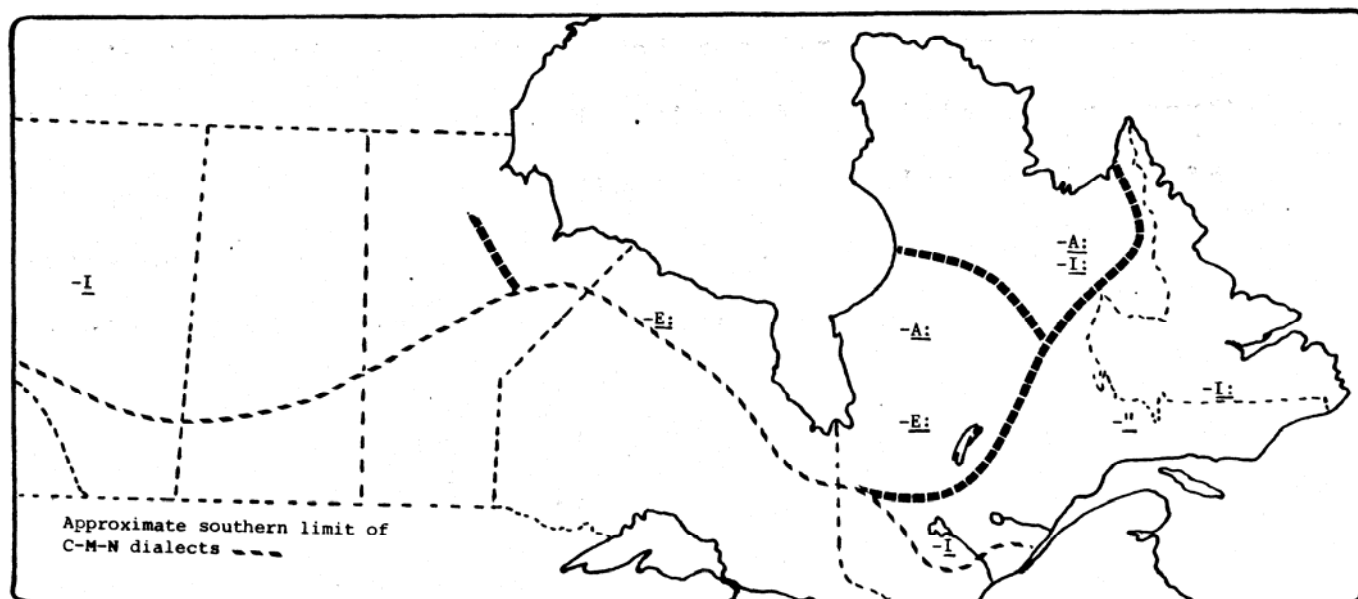 -A:
-I:
-I
-E:
-A:
-I:
-E:
-"
-I
Approximate southern limit of
C-M-N dialects